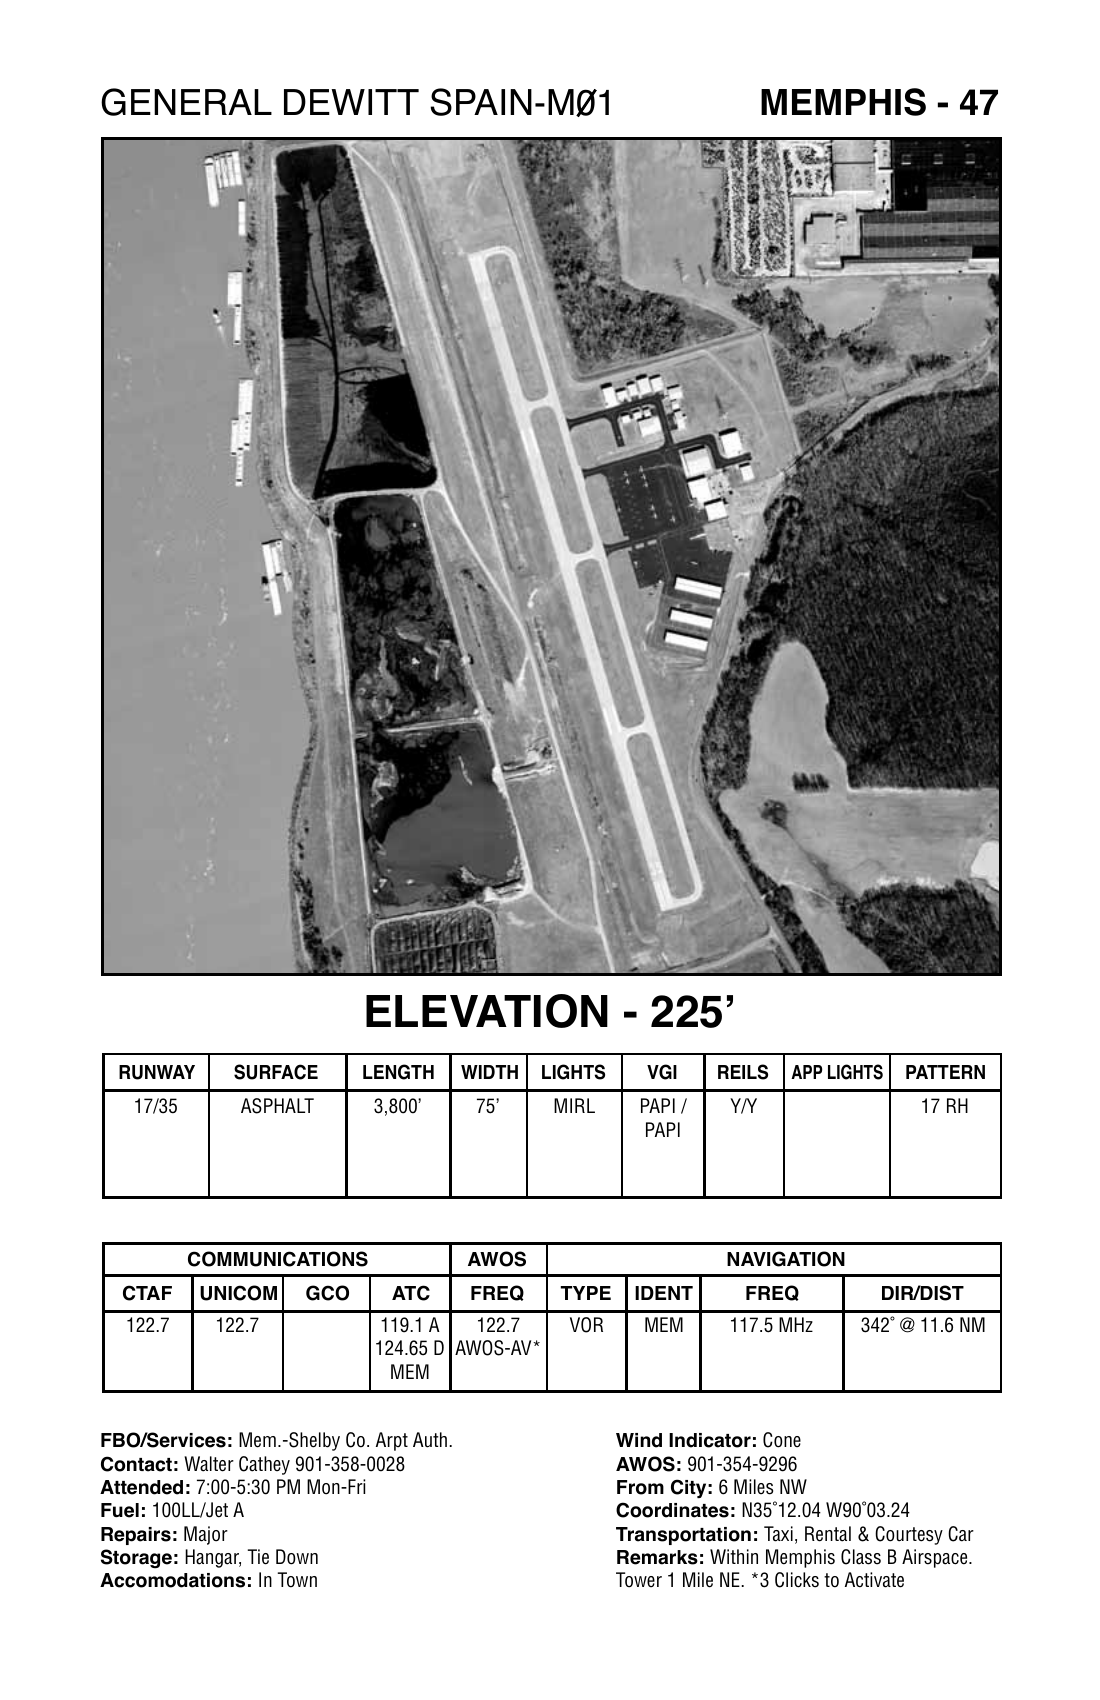 GENERAL DEWITT SPAIN-MØ1 MEMPHIS - 47
ELEVATION - 225’
RUNWAY SURFACE LENGTH WIDTH LIGHTS VGI REILS APP LIGHTS PATTERN
17/35 ASPHALT 3,800’ 75’ MIRL PAPI / Y/Y 17 RH
PAPI
COMMUNICATIONS AWOS NAVIGATION
CTAF UNICOM GCO ATC FREQ TYPE IDENT FREQ DIR/DIST
122.7 122.7 119.1 A 122.7 VOR MEM 117.5 MHz 342˚ @ 11.6 NM
124.65 D AWOS-AV*
MEM
FBO/Services: Mem.-Shelby Co. Arpt Auth.
Contact: Walter Cathey 901-358-0028
Attended: 7:00-5:30 PM Mon-Fri
Fuel: 100LL/Jet A
Repairs: Major
Storage: Hangar, Tie Down
Accomodations: In Town
Wind Indicator: Cone
AWOS: 901-354-9296
From City: 6 Miles NW
Coordinates: N35˚12.04 W90˚03.24
Transportation: Taxi, Rental & Courtesy Car
Remarks: Within Memphis Class B Airspace.
Tower 1 Mile NE. *3 Clicks to Activate